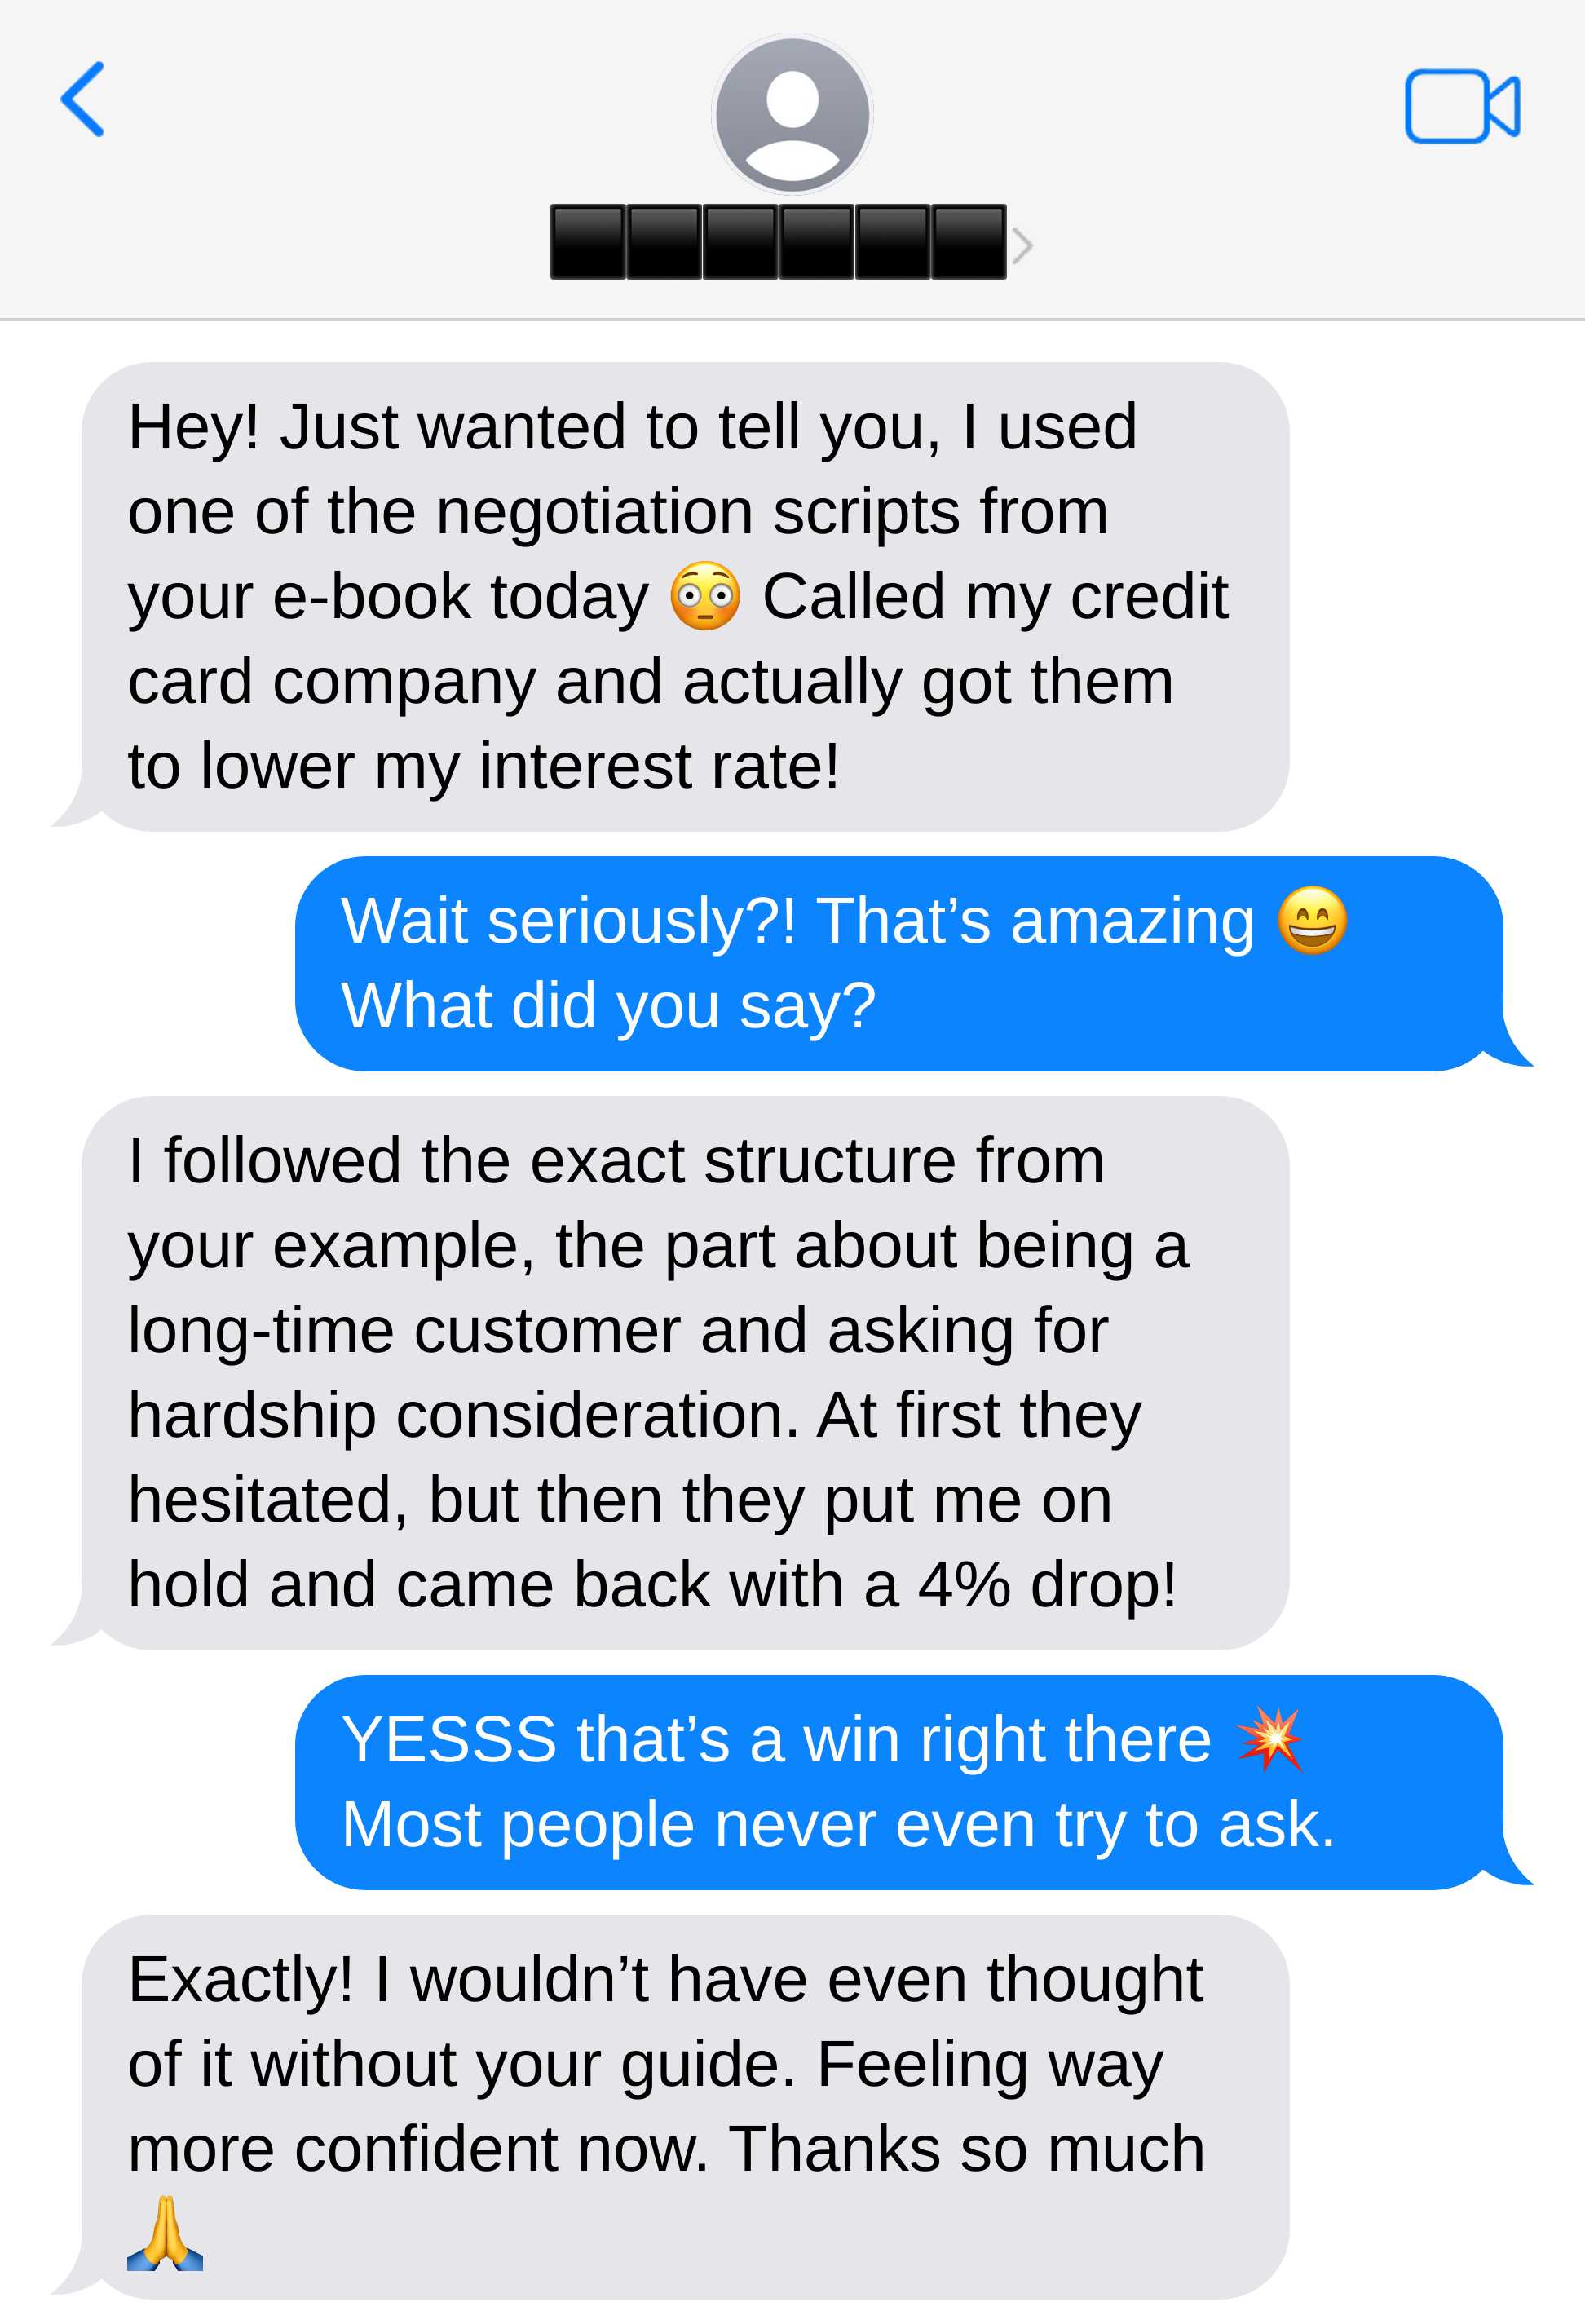 Hey! Just wanted to tell you, I used
one of the negotiation scripts from
your e-book today 😳 Called my credit
card company and actually got them
to lower my interest rate!
Wait seriously?! That’s amazing 😄
What did you say?
I followed the exact structure from
your example, the part about being a
long-time customer and asking for
hardship consideration. At first they
hesitated, but then they put me on
hold and came back with a 4% drop!
YESSS that’s a win right there 💥
Most people never even try to ask.
Exactly! I wouldn’t have even thought
of it without your guide. Feeling way
more confident now. Thanks so much
🙏